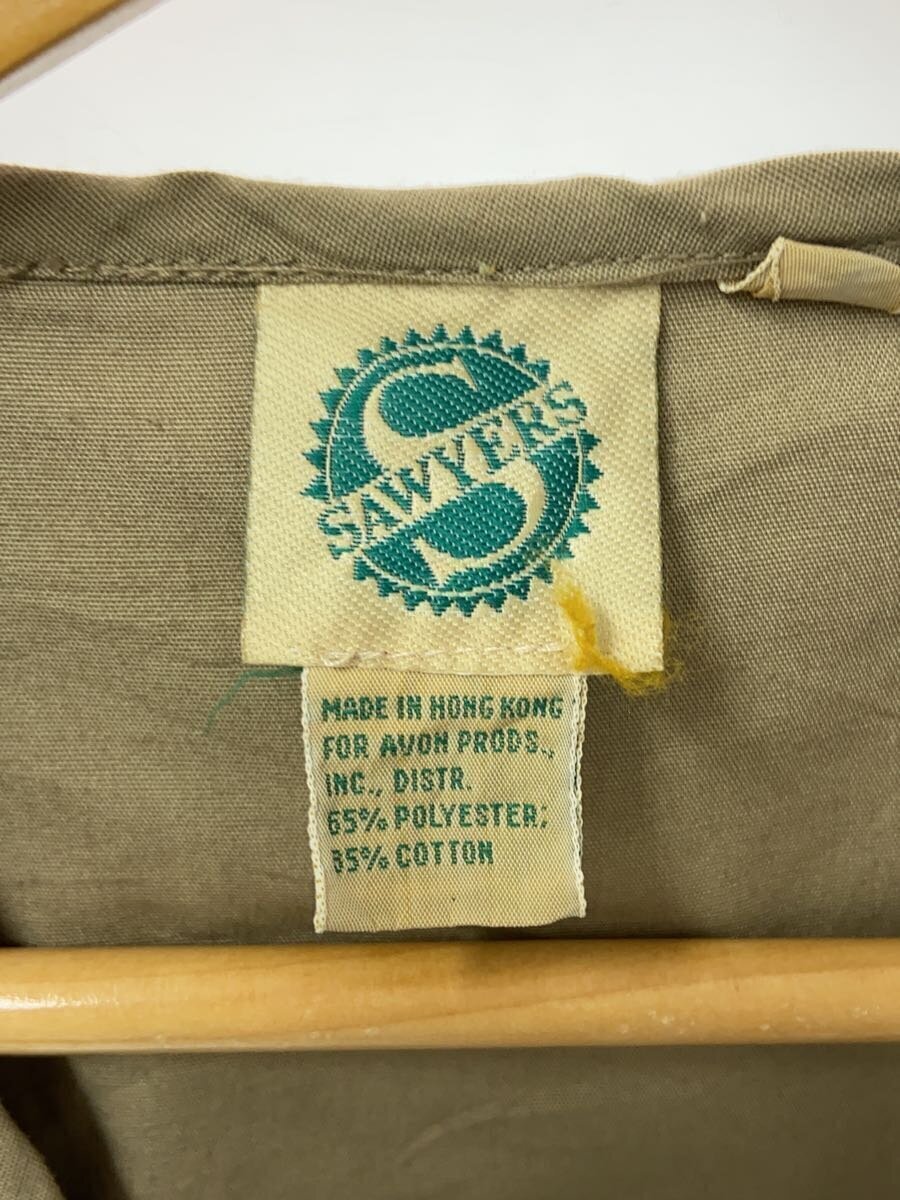 S
SAWYERS
MADE IN HONG KONG
FOR AVON PRODS.,
INC., DISTR.
65% POLYESTER;
35% COTTON